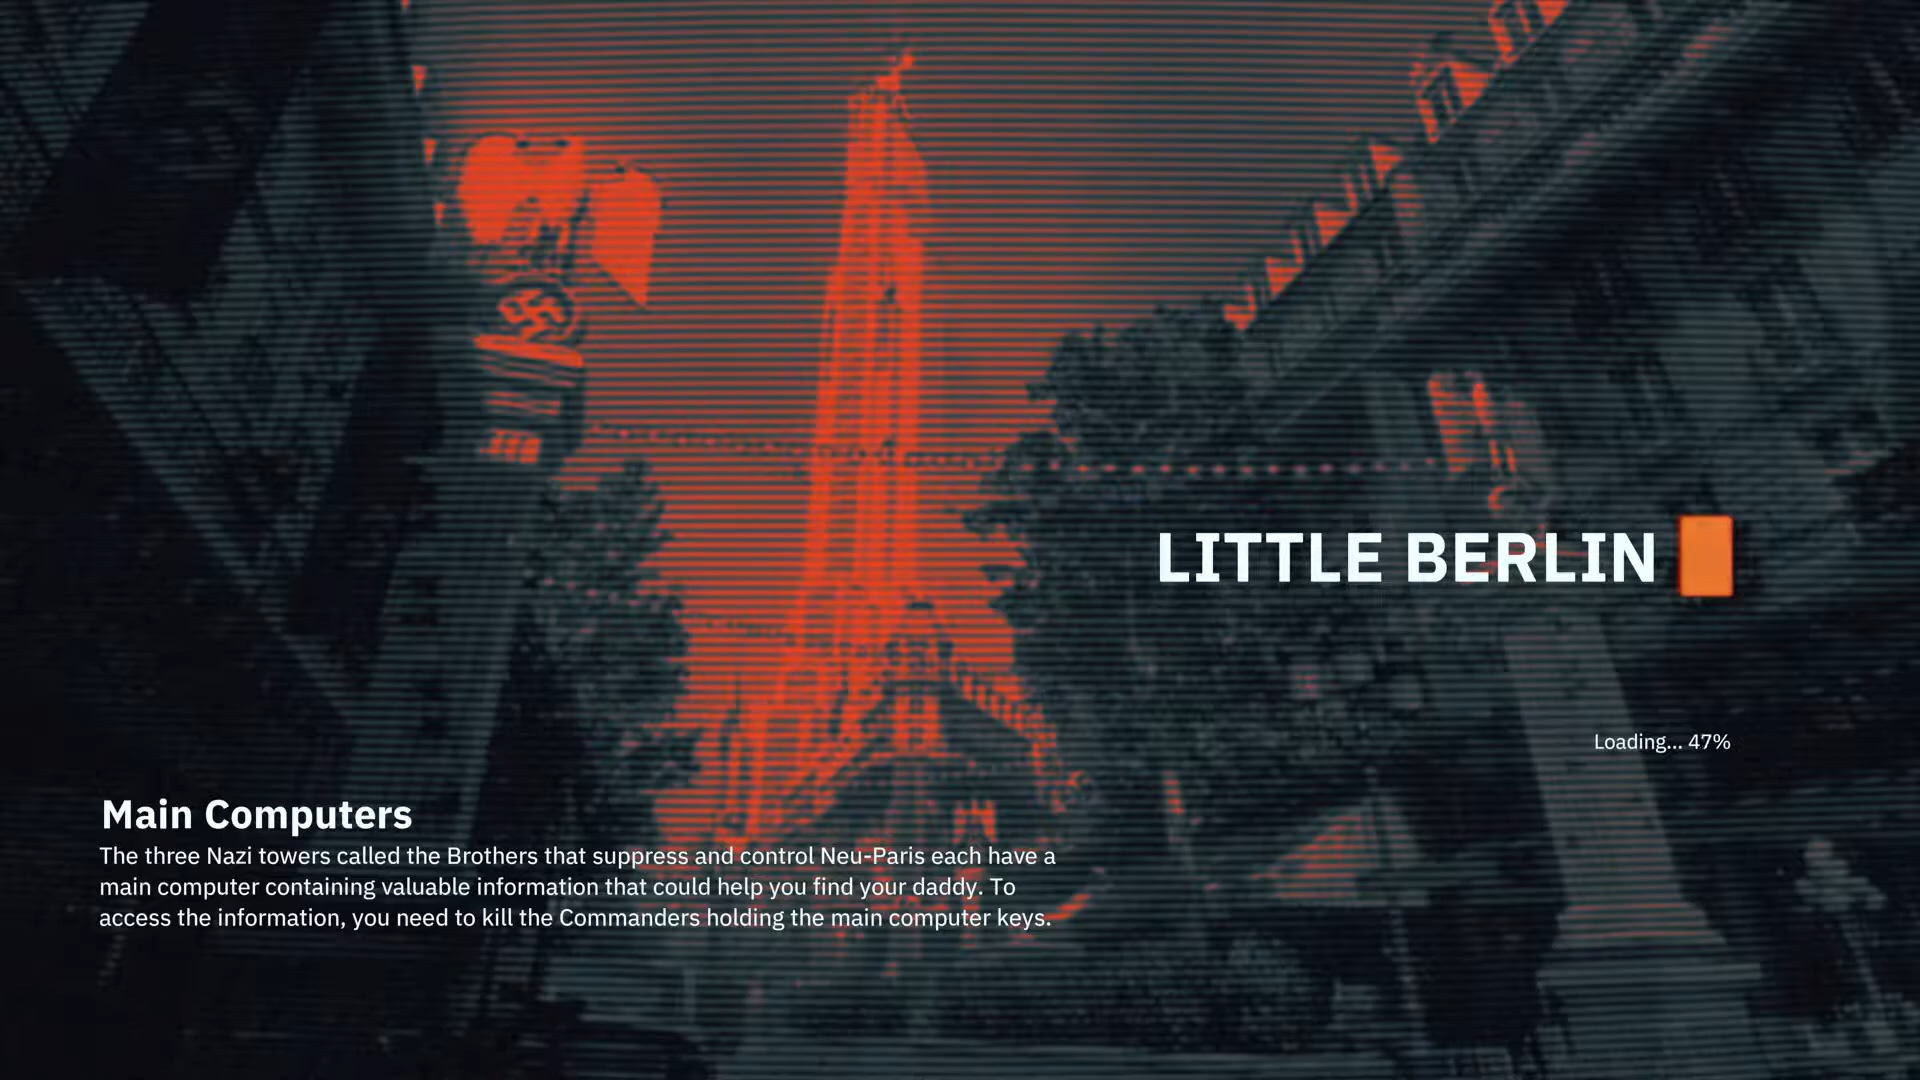 LITTLE BERLIN
Loading... 47%
Main Computers
The three Nazi towers called the Brothers that suppress and control Neu-Paris each have a
main computer containing valuable information that could help you find your daddy. To
access the information, you need to kill the Commanders holding the main computer keys.